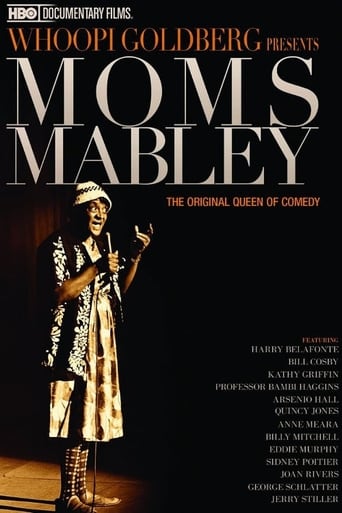 HBO DOCUMENTARY FILMS.
WHOOPI GOLDBERG PRESENTS
MOMS
MABLEY
THE ORIGINAL QUEEN OF COMEDY
FEATURING
HARRY BELAFONTE
BILL COSBY
KATHY GRIFFIN
PROFESSOR BAMBI HAGGINS
ARSENIO HALL
QUINCY JONES
ANNE MEARA
BILLY MITCHELL
EDDIE MURPHY
SIDNEY POITIER
JOAN RIVERS
GEORGE SCHLATTER
JERRY STILLER